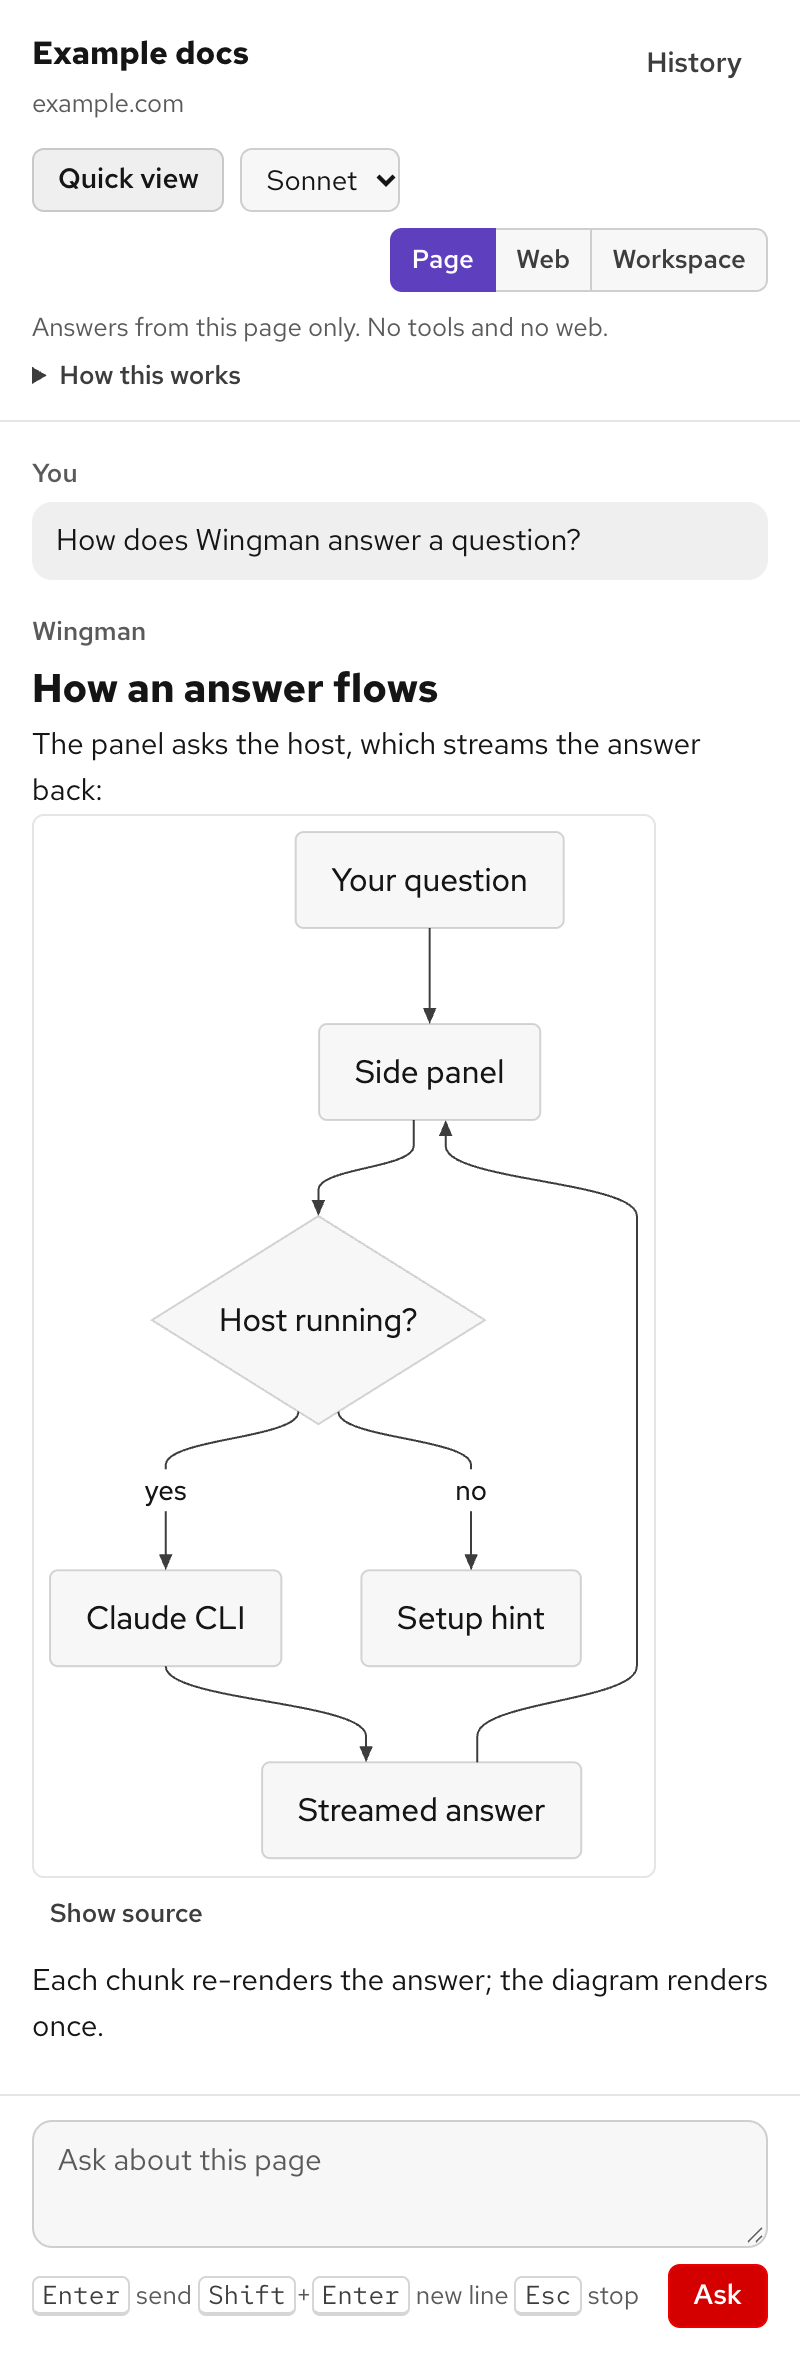 Example docs
History
example.com
Quick view
Sonnet
Page
Web
Workspace
Answers from this page only. No tools and no web.
How this works
You
How does Wingman answer a question?
Wingman
How an answer flows
The panel asks the host, which streams the answer
back:
Your question
Side panel
Host running?
yes
no
Claude CLI
Setup hint
Streamed answer
Show source
Each chunk re-renders the answer; the diagram renders
once.
Ask about this page
Enter send Shift+Enter new line Esc stop
Ask